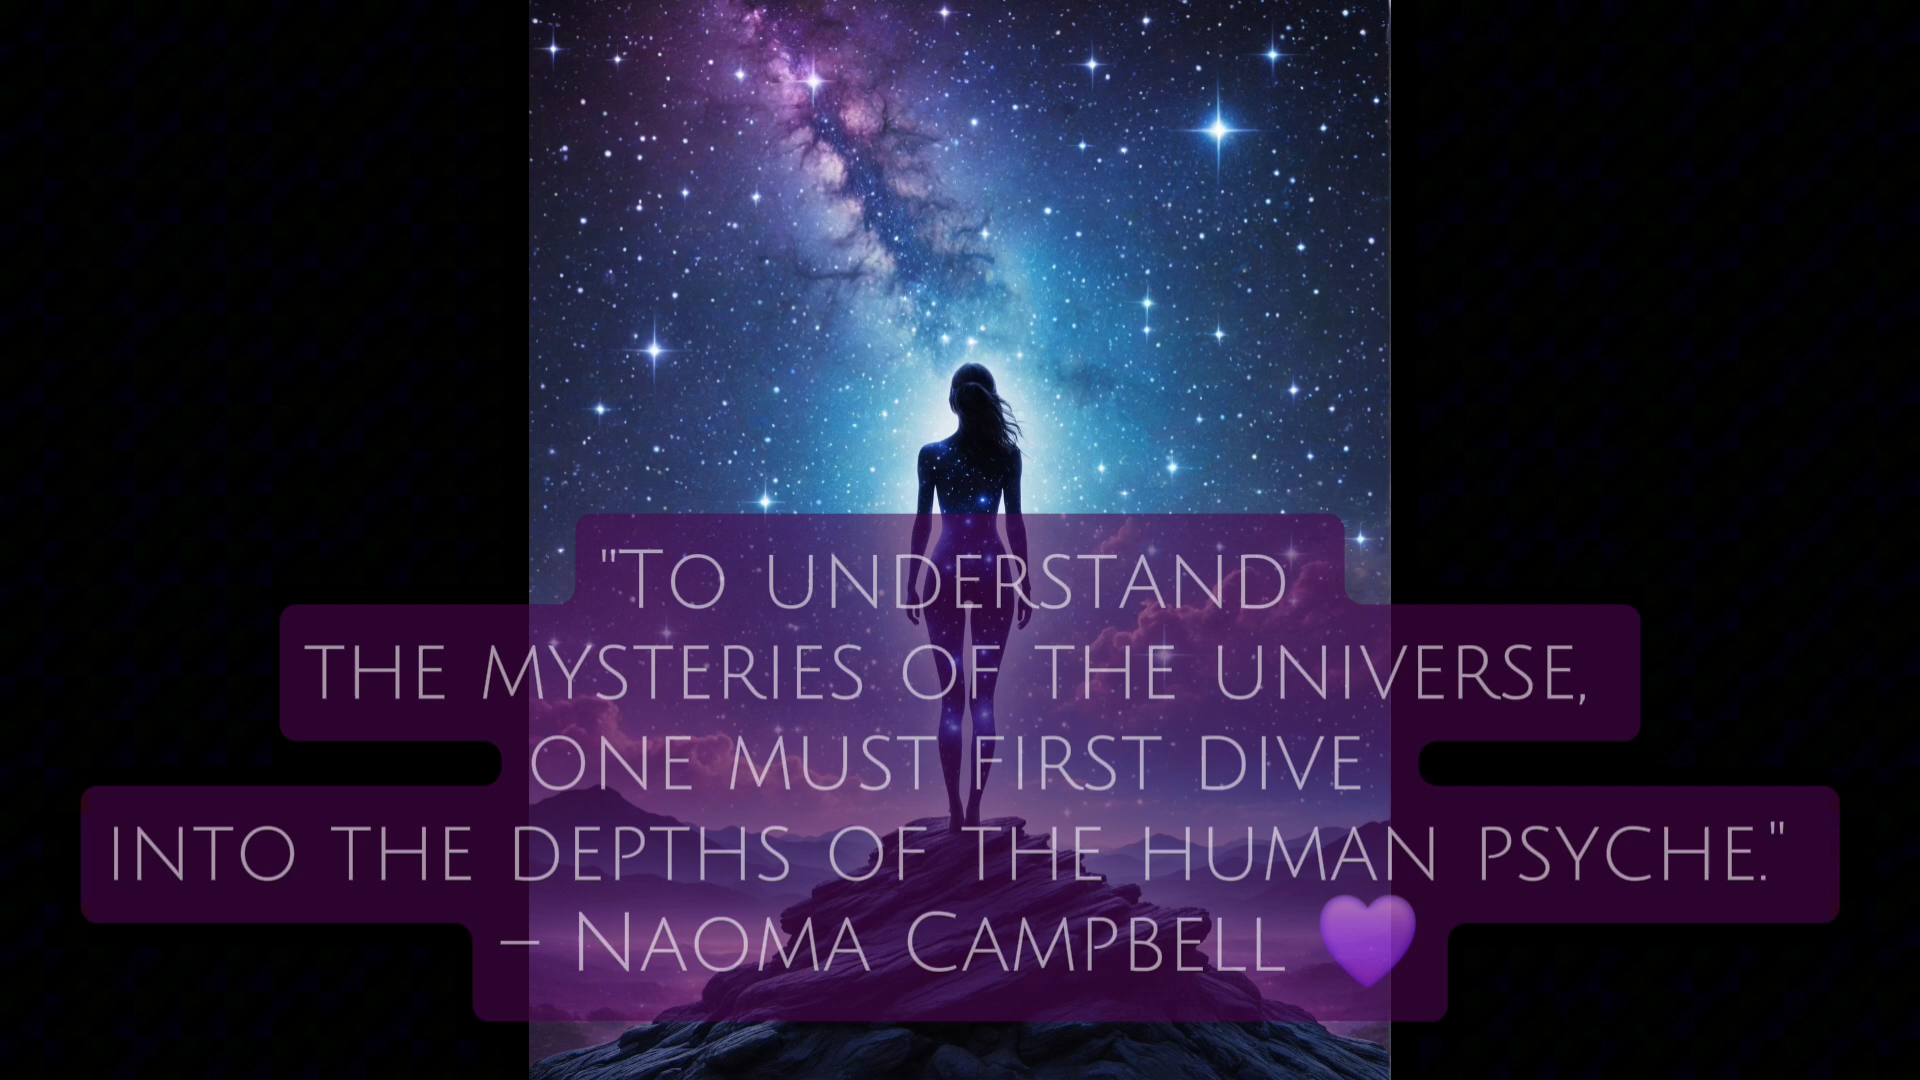 "To understand
the mysteries of the universe,
one must first dive
into the depths of the human psyche."
– Naoma Campbell 💜